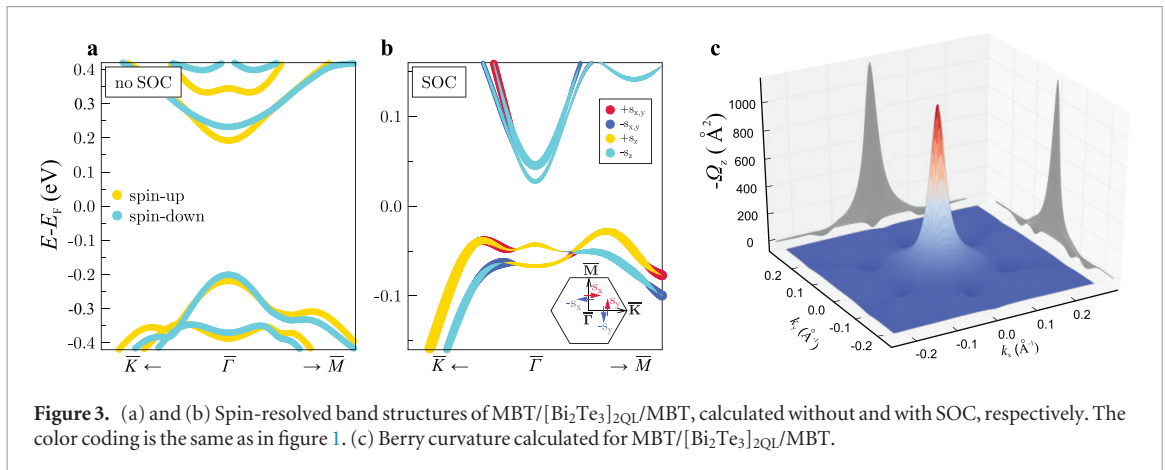 a
b
c
0.4
0.3
0.2
0.1
0.0
-0.1
-0.2
-0.3
-0.4
E-E_F (eV)
no SOC
spin-up
spin-down
K̅ ←
Γ̅
→ M̅
0.1
0.0
-0.1
SOC
+s_x,y
-s_x,y
+s_z
-s_z
M̅
s_x
-s_x
s_y
-s_y
Γ̅
K̅
K̅ ←
Γ̅
→ M̅
-Ω_z (Å²)
1000
800
600
400
200
0
0.2
0.1
0.0
-0.1
-0.2
-0.2
-0.1
0.0
0.1
0.2
k_x (Å⁻¹)
Figure 3. (a) and (b) Spin-resolved band structures of MBT/[Bi₂Te₃]₂QL/MBT, calculated without and with SOC, respectively. The
color coding is the same as in figure 1. (c) Berry curvature calculated for MBT/[Bi₂Te₃]₂QL/MBT.